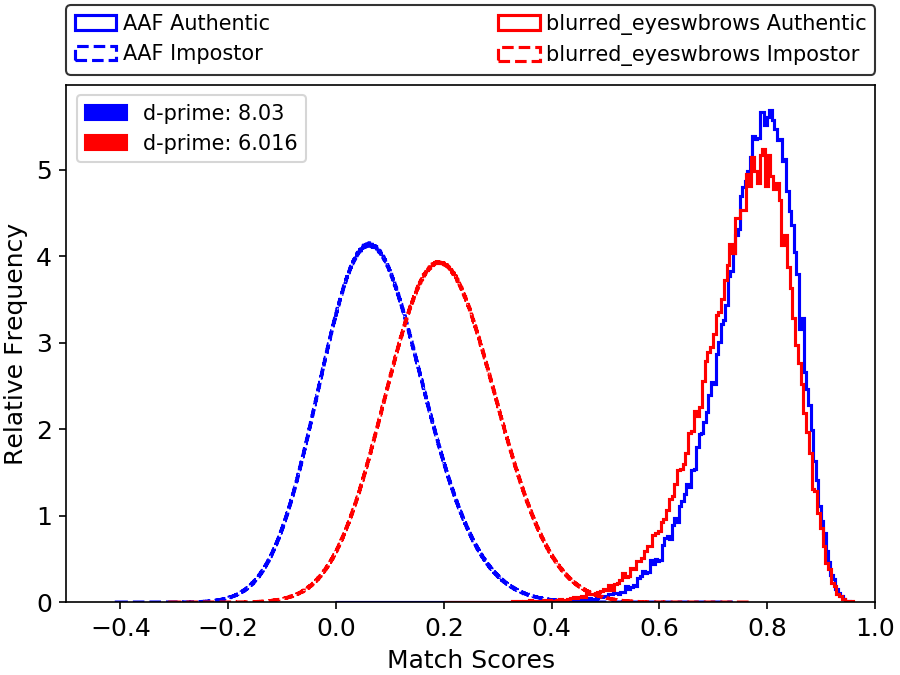 AAF Authentic
AAF Impostor
blurred_eyeswbrows Authentic
blurred_eyeswbrows Impostor
d-prime: 8.03
d-prime: 6.016
Relative Frequency
5
4
3
2
1
0
−0.4 −0.2 0.0 0.2 0.4 0.6 0.8 1.0
Match Scores